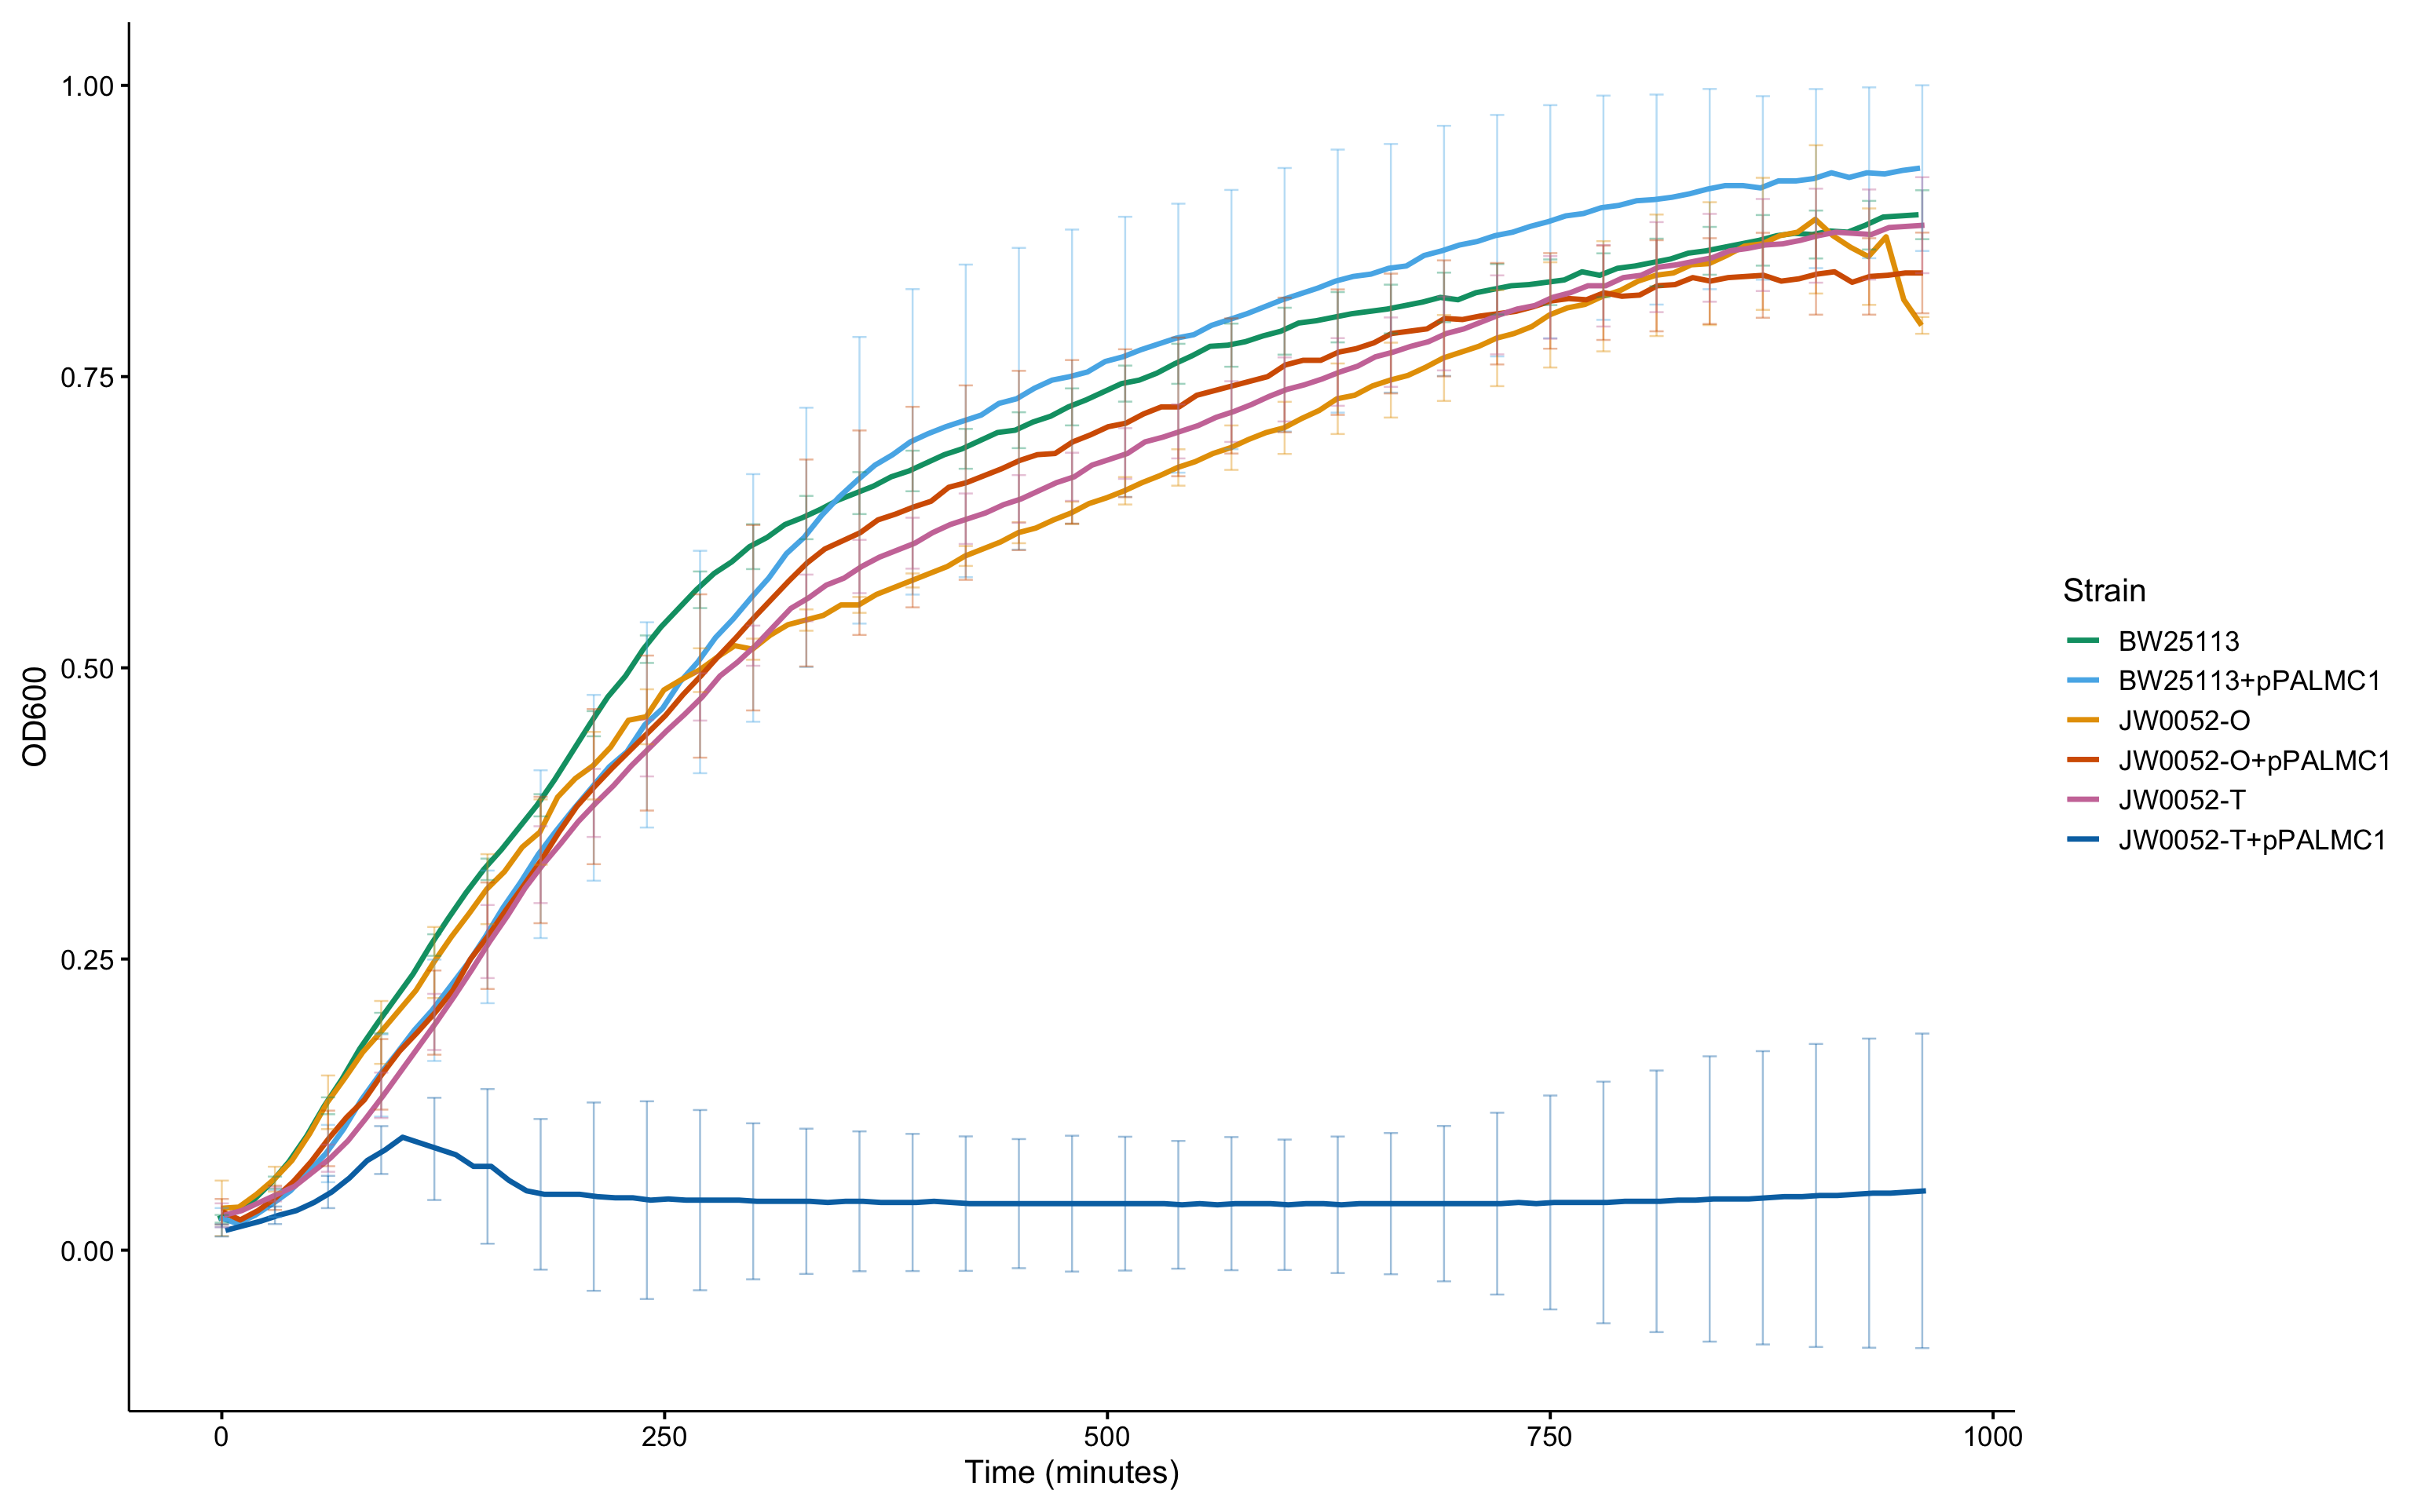 1.00
0.75
0.50
0.25
0.00
OD600
0
250
500
750
1000
Time (minutes)
Strain
BW25113
BW25113+pPALMC1
JW0052-O
JW0052-O+pPALMC1
JW0052-T
JW0052-T+pPALMC1